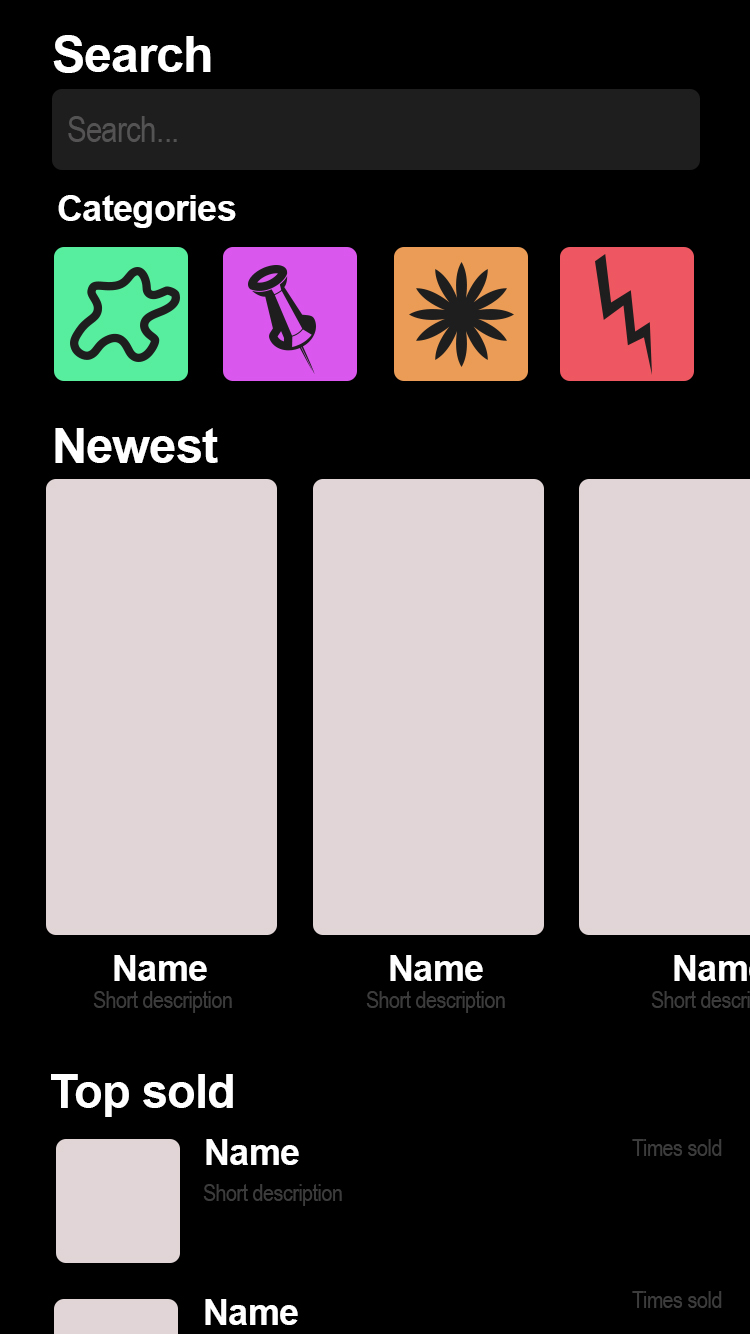 Search
Search...
Categories
Newest
Name Name Nam
Short description Short description Short descri
Top sold
Name Times sold
Short description
Name Times sold